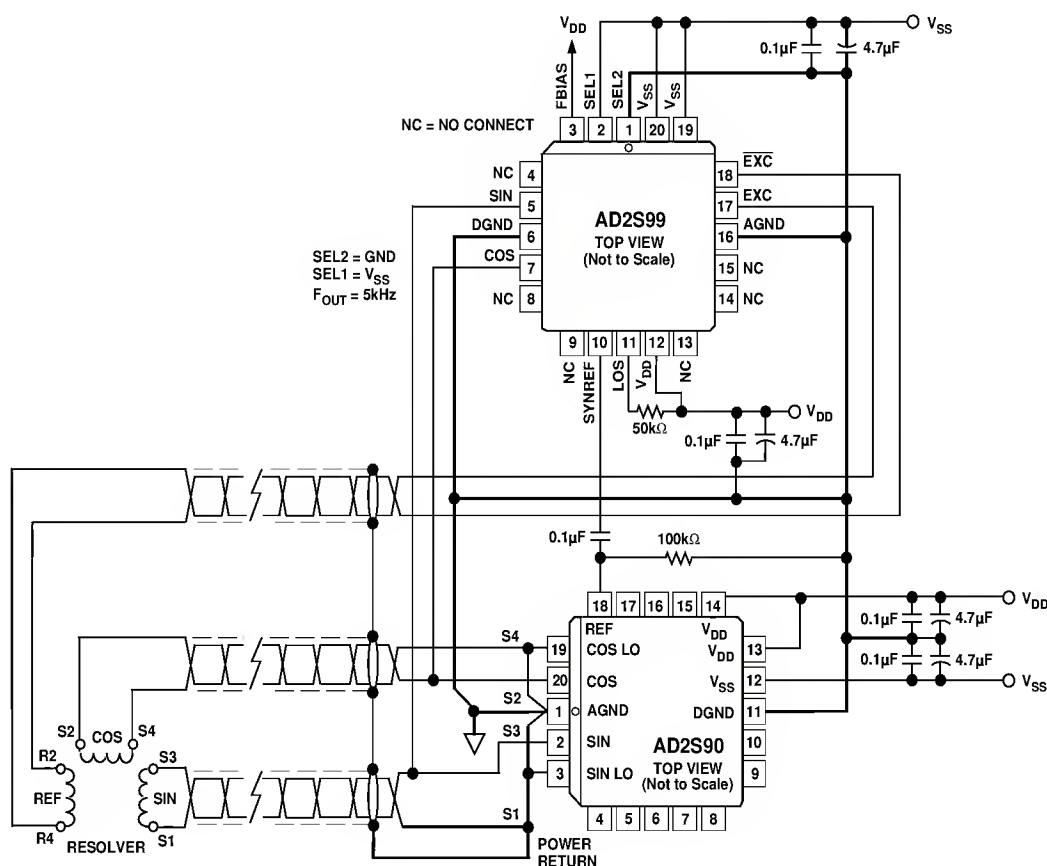 VDD
VSS
0.1µF
4.7µF
FBIAS
SEL1
SEL2
VSS
VSS
NC = NO CONNECT
3
2
1
20
19
NC
4
SIN
5
DGND
6
COS
7
NC
8
18
EXC
17
EXC
16
AGND
15
NC
14
NC
AD2S99
TOP VIEW
(Not to Scale)
SEL2 = GND
SEL1 = VSS
FOUT = 5kHz
9
10
11
12
13
NC
SYNREF
LOS
VDD
NC
50kΩ
0.1µF
4.7µF
VDD
0.1µF
100kΩ
18
17
16
15
14
REF
VDD
VDD
13
VSS
12
DGND
11
10
9
S4
19
COS LO
20
COS
S2
1
AGND
S3
2
SIN
3
SIN LO
S1
AD2S90
TOP VIEW
(Not to Scale)
4
5
6
7
8
0.1µF
4.7µF
VDD
0.1µF
4.7µF
VSS
S2
COS
S4
R2
S3
REF
SIN
R4
S1
RESOLVER
POWER
RETURN